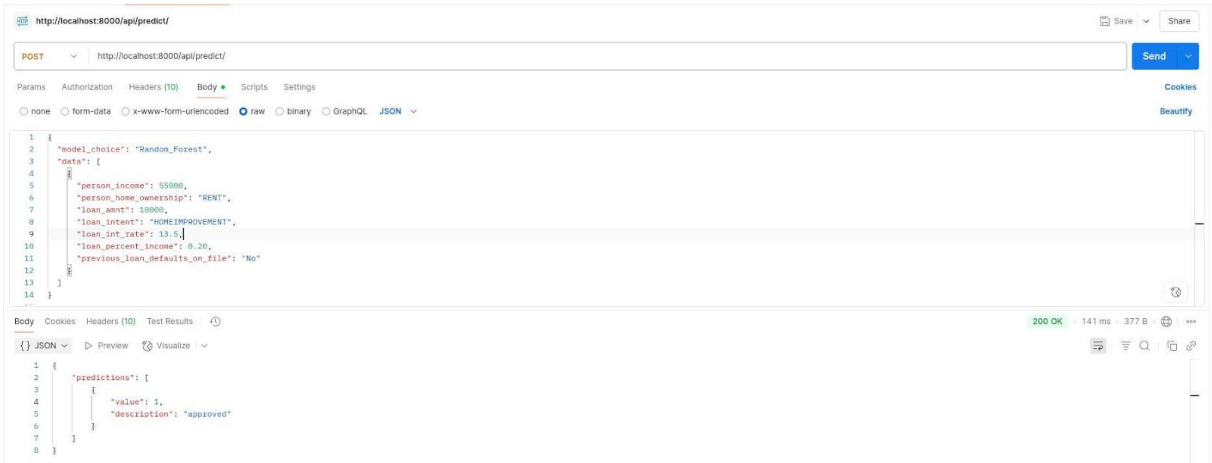 http://localhost:8000/api/predict/ Save Share
POST http://localhost:8000/api/predict/ Send
Params Authorization Headers (10) Body Scripts Settings Cookies
none form-data x-www-form-urlencoded raw binary GraphQL JSON Beautify
1 {
2 "model_choice": "Random_Forest",
3 "data": [
4 {
5 "person_income": 55000,
6 "person_home_ownership": "RENT",
7 "loan_amnt": 10000,
8 "loan_intent": "HOMEIMPROVEMENT",
9 "loan_int_rate": 13.5,
10 "loan_percent_income": 0.20,
11 "previous_loan_defaults_on_file": "No"
12 }
13 ]
14 }
Body Cookies Headers (10) Test Results 200 OK 141 ms 377 B
{} JSON Preview Visualize
1 {
2 "predictions": [
3 {
4 "value": 1,
5 "description": "approved"
6 }
7 ]
8 }